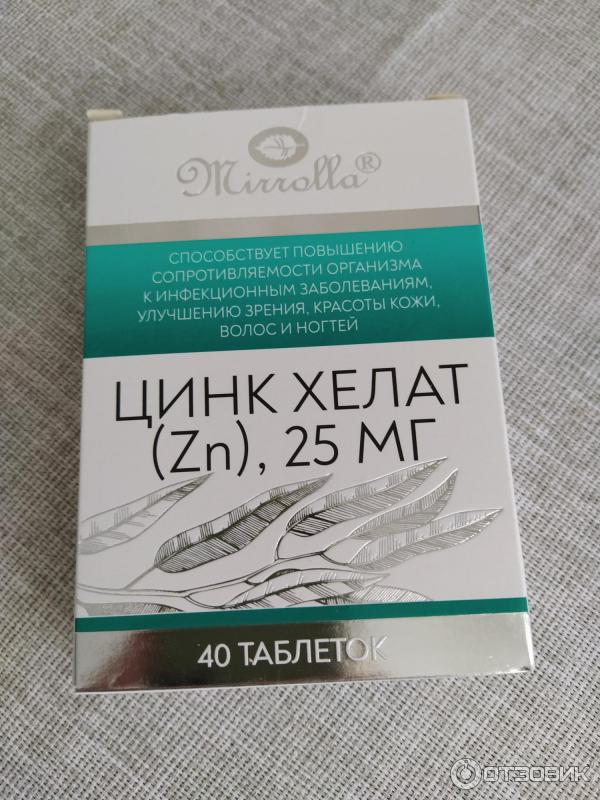 Mirrolla®
СПОСОБСТВУЕТ ПОВЫШЕНИЮ
СОПРОТИВЛЯЕМОСТИ ОРГАНИЗМА
К ИНФЕКЦИОННЫМ ЗАБОЛЕВАНИЯМ,
УЛУЧШЕНИЮ ЗРЕНИЯ, КРАСОТЫ КОЖИ,
ВОЛОС И НОГТЕЙ
ЦИНК ХЕЛАТ
(Zn), 25 МГ
40 ТАБЛЕТОК
ОТЗОВИК